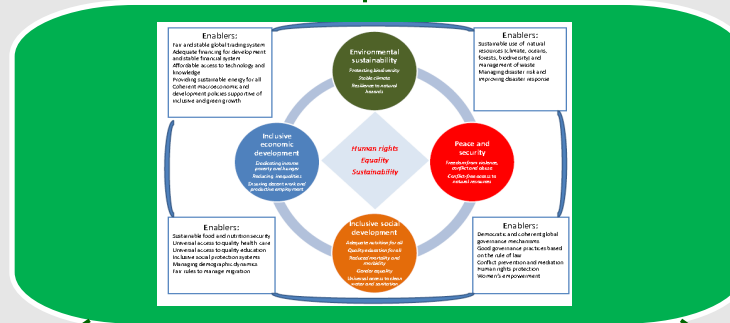 Enablers:
Fair and stable global trading system
Adequate financing for development
and stable financial system
Affordable access to technology and
knowledge
Providing sustainable energy for all
Coherent macroeconomic and
development policies supportive of
inclusive and green growth
Environmental
sustainability
Protecting biodiversity
Stable climate
Resilience to natural
hazards
Enablers:
Sustainable use of natural
resources (climate, oceans,
forests, biodiversity) and
management of waste
Managing disaster risk and
improving disaster response
Inclusive
economic
development
Eradicating income
poverty and hunger
Reducing inequalities
Ensuring decent work and
productive employment
Human rights
Equality
Sustainability
Peace and
security
Freedom from violence,
conflict and abuse
Conflict-free access to
natural resources
Enablers:
Sustainable food and nutrition security
Universal access to quality health care
Universal access to quality education
Inclusive social protection systems
Managing demographic dynamics
Fair rules to manage migration
Inclusive social
development
Adequate nutrition for all
Quality education for all
Reduced mortality and
morbidity
Gender equality
Universal access to clean
water and sanitation
Enablers:
Democratic and coherent global
governance mechanisms
Good governance practices based
on the rule of law
Conflict prevention and mediation
Human rights protection
Women's empowerment